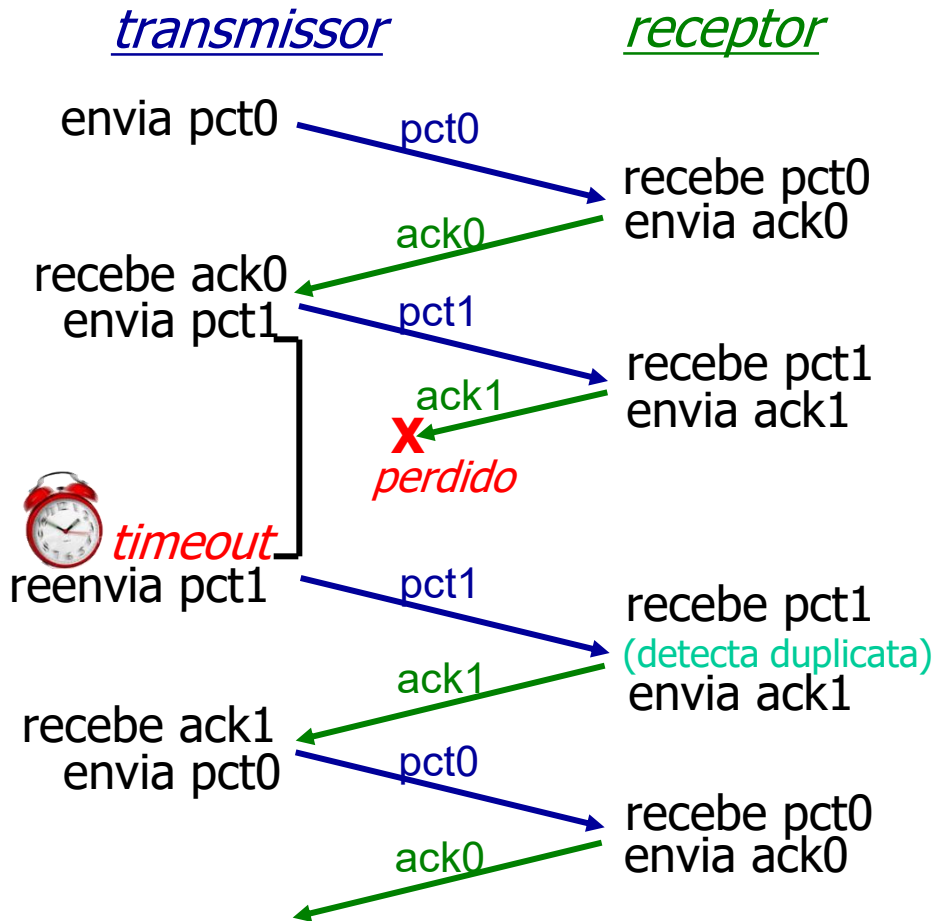 transmissor
receptor
envia pct0
pct0
recebe pct0
envia ack0
ack0
recebe ack0
envia pct1
pct1
recebe pct1
envia ack1
ack1
X
perdido
timeout
reenvia pct1
pct1
recebe pct1
(detecta duplicata)
envia ack1
ack1
recebe ack1
envia pct0
pct0
recebe pct0
envia ack0
ack0